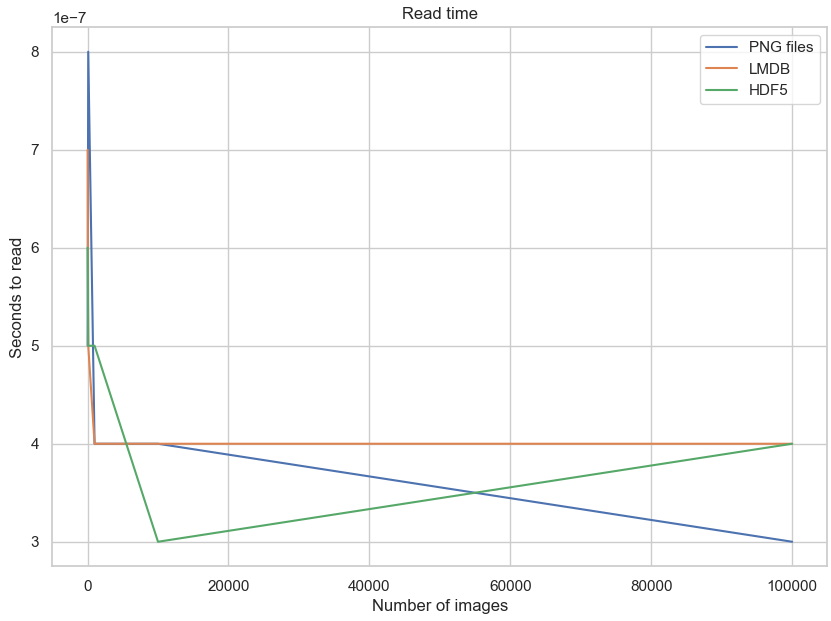 Read time
1e−7
PNG files
LMDB
HDF5
8
7
6
5
4
3
Seconds to read
0 20000 40000 60000 80000 100000
Number of images